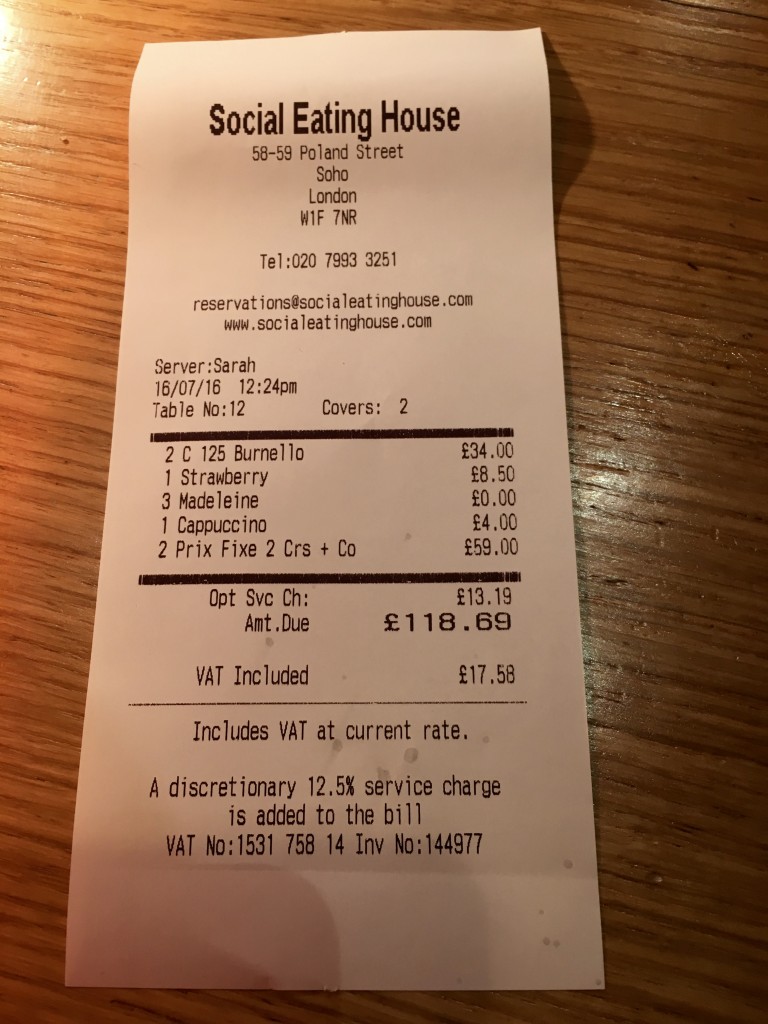 Social Eating House
58-59 Poland Street
Soho
London
W1F 7NR
Tel:020 7993 3251
reservations@socialeatinghouse.com
www.socialeatinghouse.com
Server:Sarah
16/07/16 12:24pm
Table No:12 Covers: 2
2 C 125 Burnello £34.00
1 Strawberry £8.50
3 Madeleine £0.00
1 Cappuccino £4.00
2 Prix Fixe 2 Crs + Co £59.00
Opt Svc Ch: £13.19
Amt.Due £118.69
VAT Included £17.58
Includes VAT at current rate.
A discretionary 12.5% service charge
is added to the bill
VAT No:1531 758 14 Inv No:144977